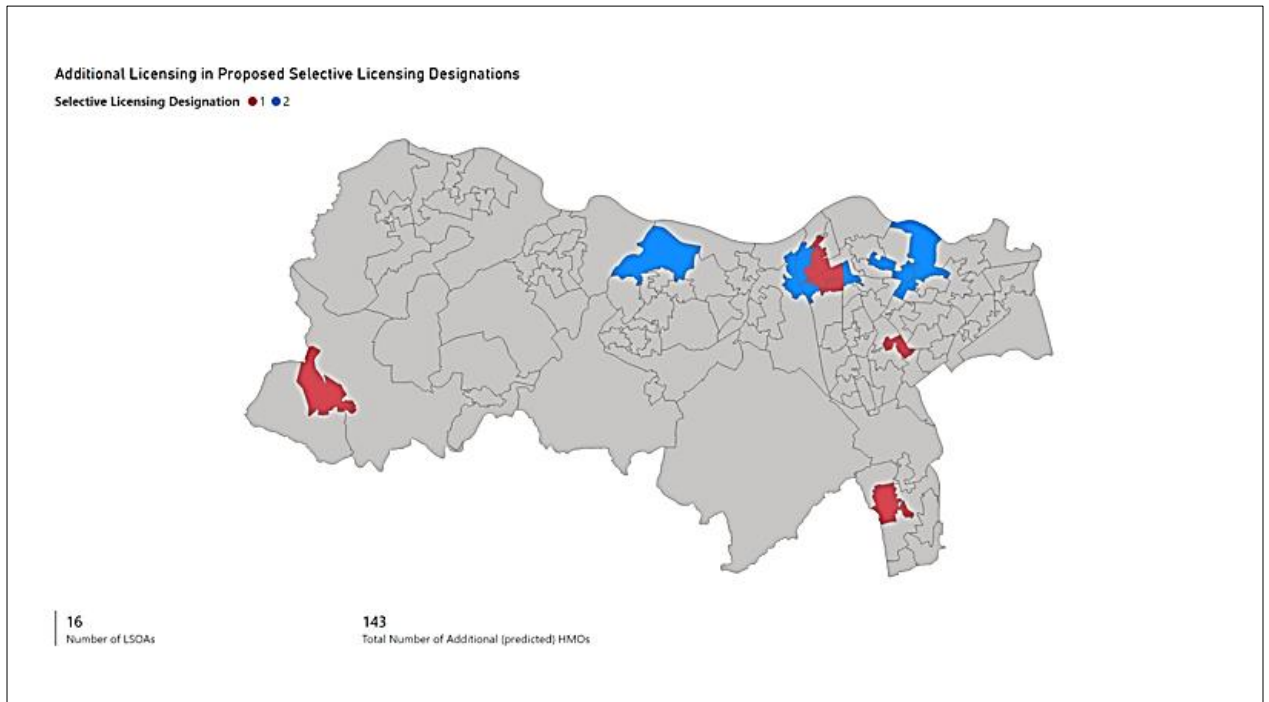 Additional Licensing in Proposed Selective Licensing Designations
Selective Licensing Designation 1 2
16
Number of LSOAs
143
Total Number of Additional (predicted) HMOs